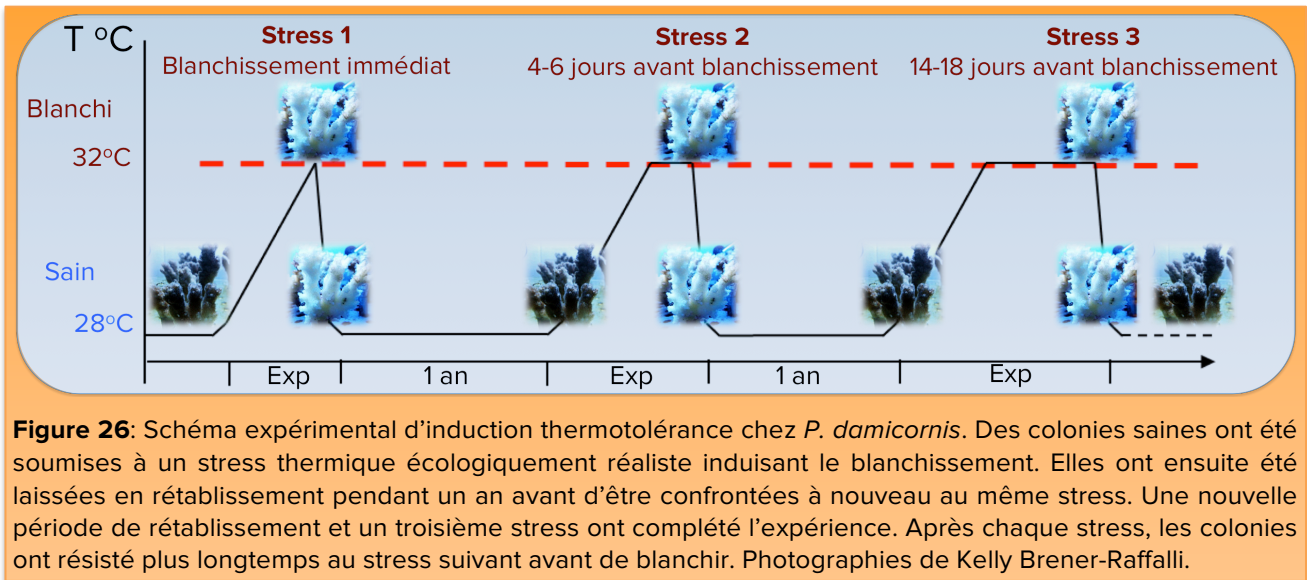 T °C
Stress 1
Blanchissement immédiat
Stress 2
4-6 jours avant blanchissement
Stress 3
14-18 jours avant blanchissement
Blanchi
32°C
Sain
28°C
Exp
1 an
Exp
1 an
Exp
Figure 26: Schéma expérimental d’induction thermotolérance chez P. damicornis. Des colonies saines ont été
soumises à un stress thermique écologiquement réaliste induisant le blanchissement. Elles ont ensuite été
laissées en rétablissement pendant un an avant d’être confrontées à nouveau au même stress. Une nouvelle
période de rétablissement et un troisième stress ont complété l’expérience. Après chaque stress, les colonies
ont résisté plus longtemps au stress suivant avant de blanchir. Photographies de Kelly Brener-Raffalli.